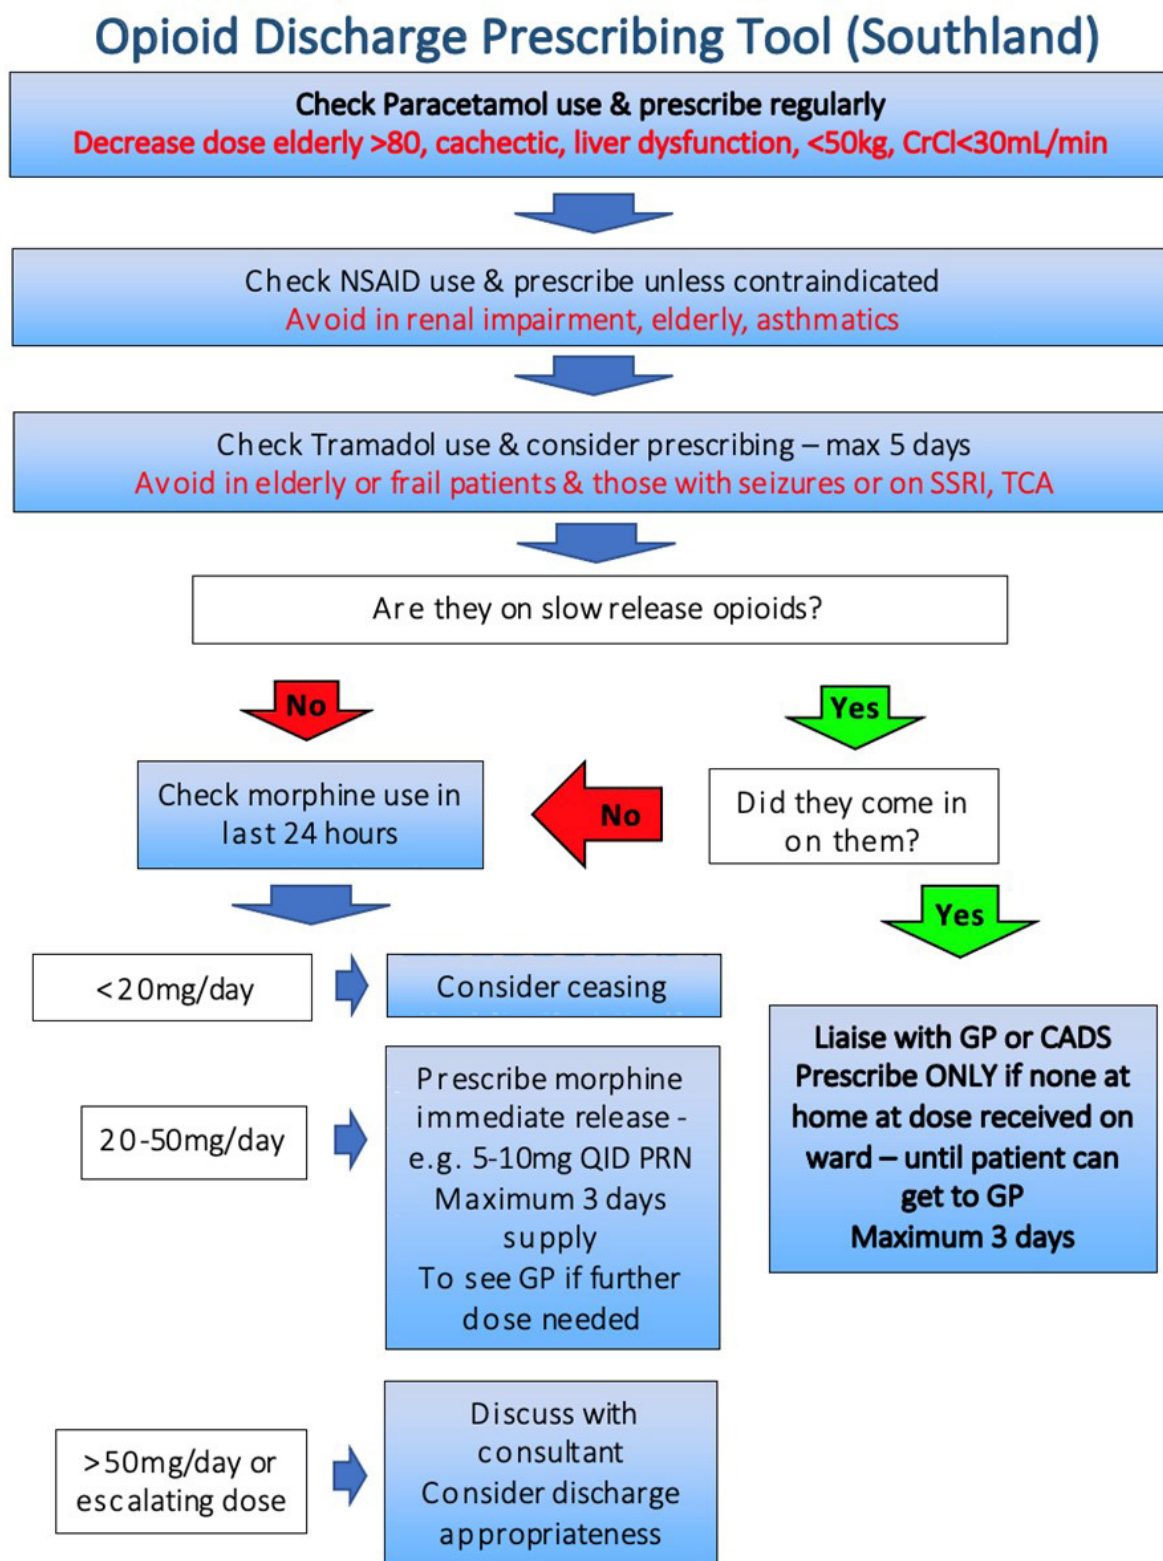 Opioid Discharge Prescribing Tool (Southland)
Check Paracetamol use & prescribe regularly
Decrease dose elderly >80, cachectic, liver dysfunction, <50kg, CrCl<30mL/min
Check NSAID use & prescribe unless contraindicated
Avoid in renal impairment, elderly, asthmatics
Check Tramadol use & consider prescribing – max 5 days
Avoid in elderly or frail patients & those with seizures or on SSRI, TCA
Are they on slow release opioids?
No
Yes
Check morphine use in
last 24 hours
No
Did they come in
on them?
Yes
<20mg/day
Consider ceasing
20-50mg/day
Prescribe morphine
immediate release -
e.g. 5-10mg QID PRN
Maximum 3 days
supply
To see GP if further
dose needed
Liaise with GP or CADS
Prescribe ONLY if none at
home at dose received on
ward – until patient can
get to GP
Maximum 3 days
>50mg/day or
escalating dose
Discuss with
consultant
Consider discharge
appropriateness